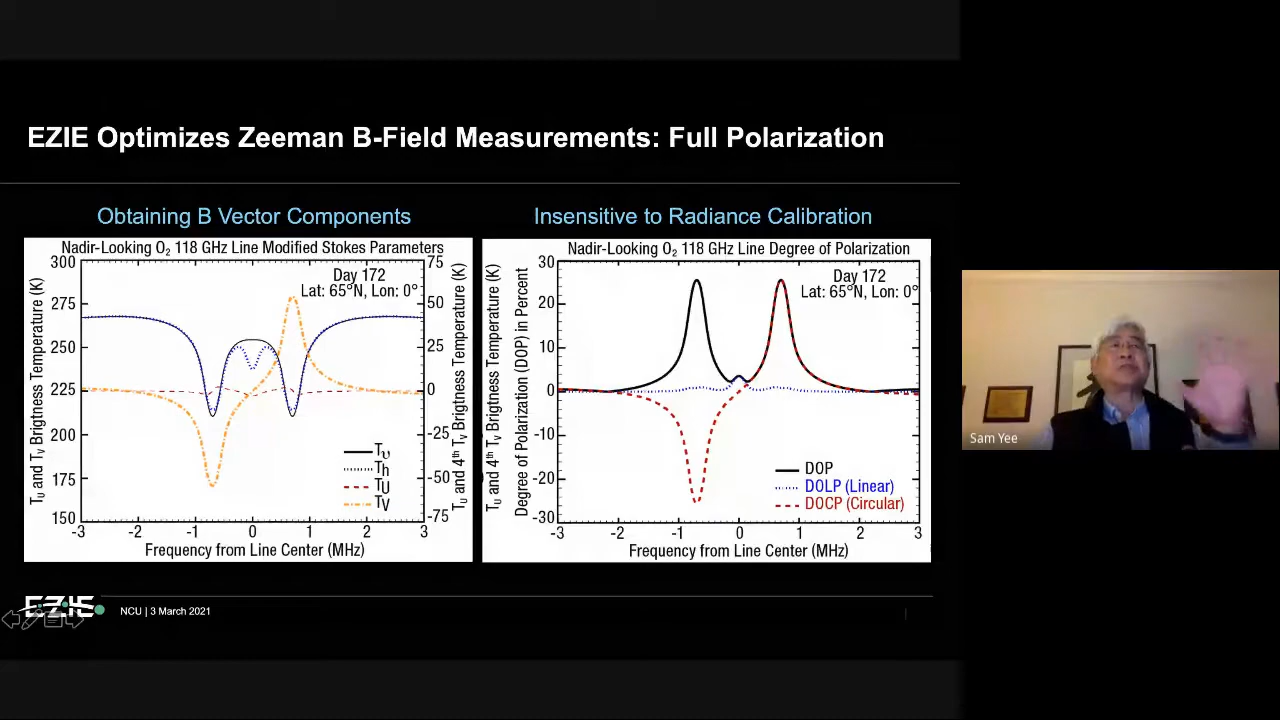 EZIE Optimizes Zeeman B-Field Measurements: Full Polarization
Obtaining B Vector Components
Insensitive to Radiance Calibration
Nadir-Looking O₂ 118 GHz Line Modified Stokes Parameters
300
275
250
225
200
175
150
75
50
25
0
-25
-50
-75
Day 172
Lat: 65°N, Lon: 0°
Tᵤ and Tᵥ Brigtness Temperature (K)
Tᵤ and 4ᵗʰ Tᵥ Brigtness Temperature (K)
Tᵥ
Th
TU
TV
-3
-2
-1
0
1
2
3
Frequency from Line Center (MHz)
Nadir-Looking O₂ 118 GHz Line Degree of Polarization
Tᵤ and 4ᵗʰ Tᵥ Brigtness Temperature (K)
Degree of Polarization (DOP) in Percent
30
20
10
0
-10
-20
-30
Day 172
Lat: 65°N, Lon: 0°
DOP
DOLP (Linear)
DOCP (Circular)
-3
-2
-1
0
1
2
3
Frequency from Line Center (MHz)
Sam Yee
EZIE
NCU | 3 March 2021